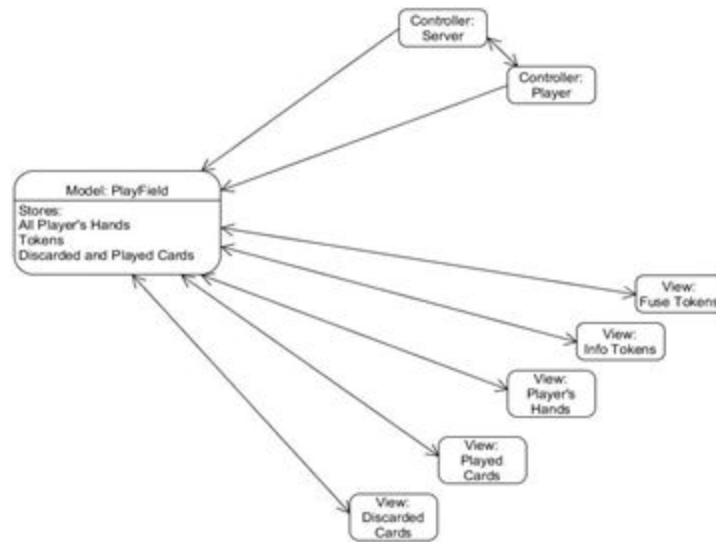 Controller:
Server
Controller:
Player
Model: PlayField
Stores:
All Player's Hands
Tokens
Discarded and Played Cards
View:
Fuse Tokens
View:
Info Tokens
View:
Player's
Hands
View:
Played
Cards
View:
Discarded
Cards